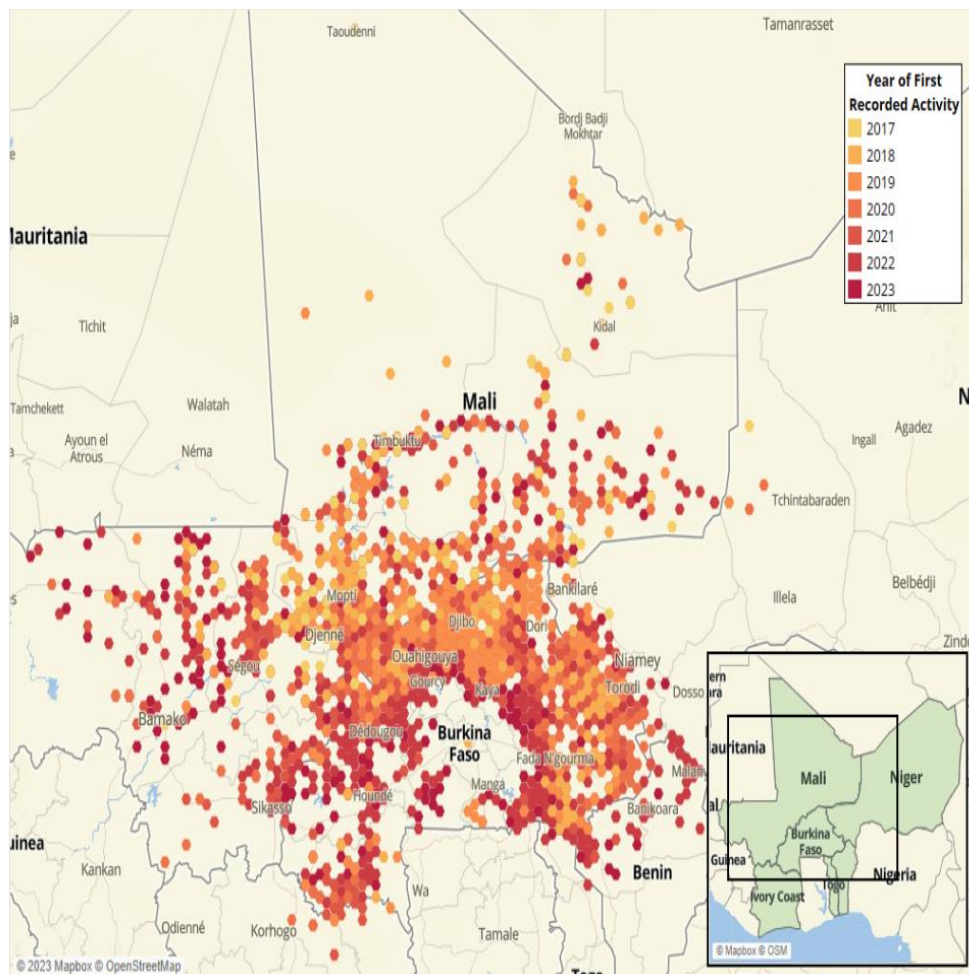 Taoudenni
Tamanrasset
Year of First
Recorded Activity
2017
2018
2019
2020
2021
2022
2023
Bordj Badji
Mokhtar
Mauritania
Tichit
Kidal
Tamchekett
Walatah
Mali
Ayoun el
Atrous
Néma
Timbuktu
Ingall
Agadez
Tchintabaraden
Mopti
Bankilaré
Belbédji
Illela
Djenné
Djibo
Dori
Zinde
Ségou
Ouahigouya
Gourcy
Niamey
Kaya
Torodi
Dosso
Bamako
Dédougou
Burkina
Faso
Fada N'gourma
Manga
Sikasso
Houndé
Banikoara
Kankan
Wa
Benin
Odienné
Korhogo
Tamale
Mauritania
Mali
Niger
Burkina
Faso
Guinea
Nigeria
Togo
Ivory Coast
© Mapbox © OSM
© 2023 Mapbox © OpenStreetMap